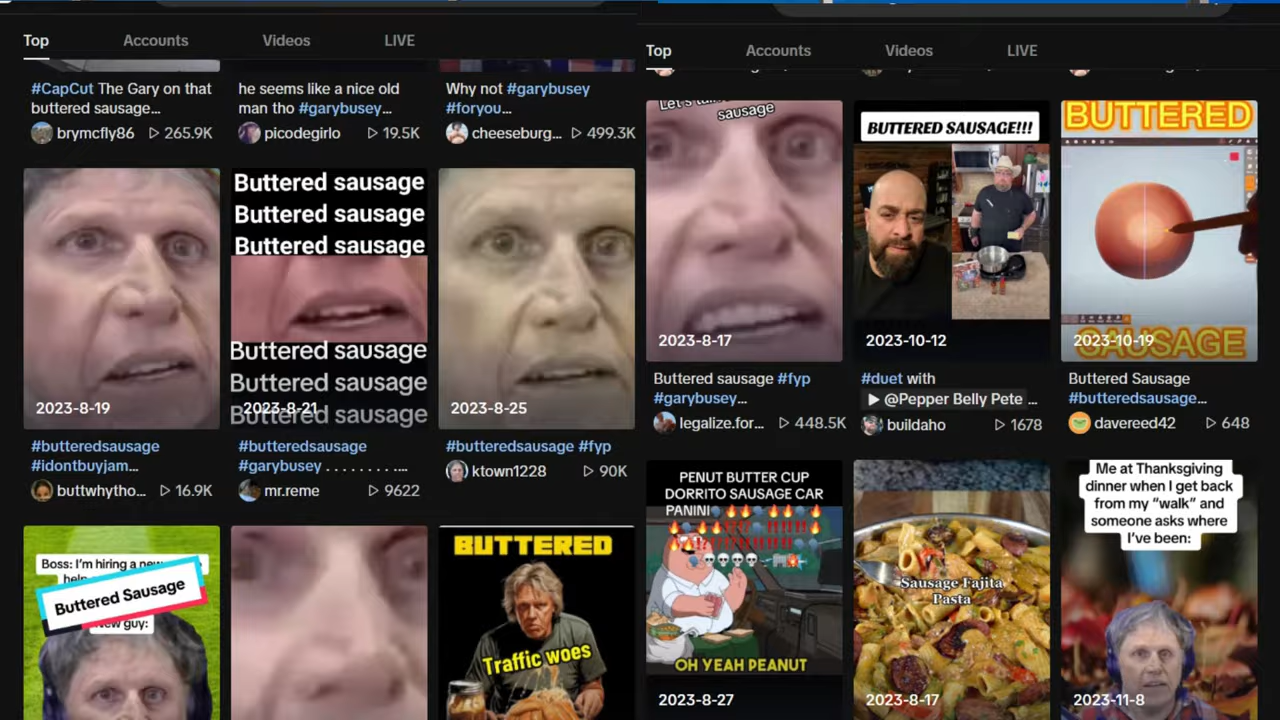 Top
Accounts
Videos
LIVE
#CapCut The Gary on that
buttered sausage...
brymcfly86
265.9K
he seems like a nice old
man tho #garybusey...
picodegirlo
19.5K
Why not #garybusey
#foryou...
cheeseburg...
499.3K
2023-8-19
#butteredsausage
#idontbuyjam...
buttwhytho...
16.9K
Buttered sausage
Buttered sausage
Buttered sausage
Buttered sausage
Buttered sausage
Buttered sausage
2023-8-21
#butteredsausage
#garybusey . . . . . . . . ....
mr.reme
9622
2023-8-25
#butteredsausage #fyp
ktown1228
90K
Boss: I'm hiring a new
Buttered Sausage
new guy:
BUTTERED
Traffic woes
Top
Accounts
Videos
LIVE
Let's
sausage
2023-8-17
Buttered sausage #fyp
#garybusey...
legalize.for...
448.5K
BUTTERED SAUSAGE!!!
2023-10-12
#duet with
@Pepper Belly Pete ...
buildaho
1678
BUTTERED
SAUSAGE
2023-10-19
Buttered Sausage
#butteredsausage...
davereed42
648
PENUT BUTTER CUP
DORRITO SAUSAGE CAR
PANINI
OH YEAH PEANUT
2023-8-27
Sausage Fajita
Pasta
2023-8-17
Me at Thanksgiving
dinner when I get back
from my "walk" and
someone asks where
I've been:
2023-11-8